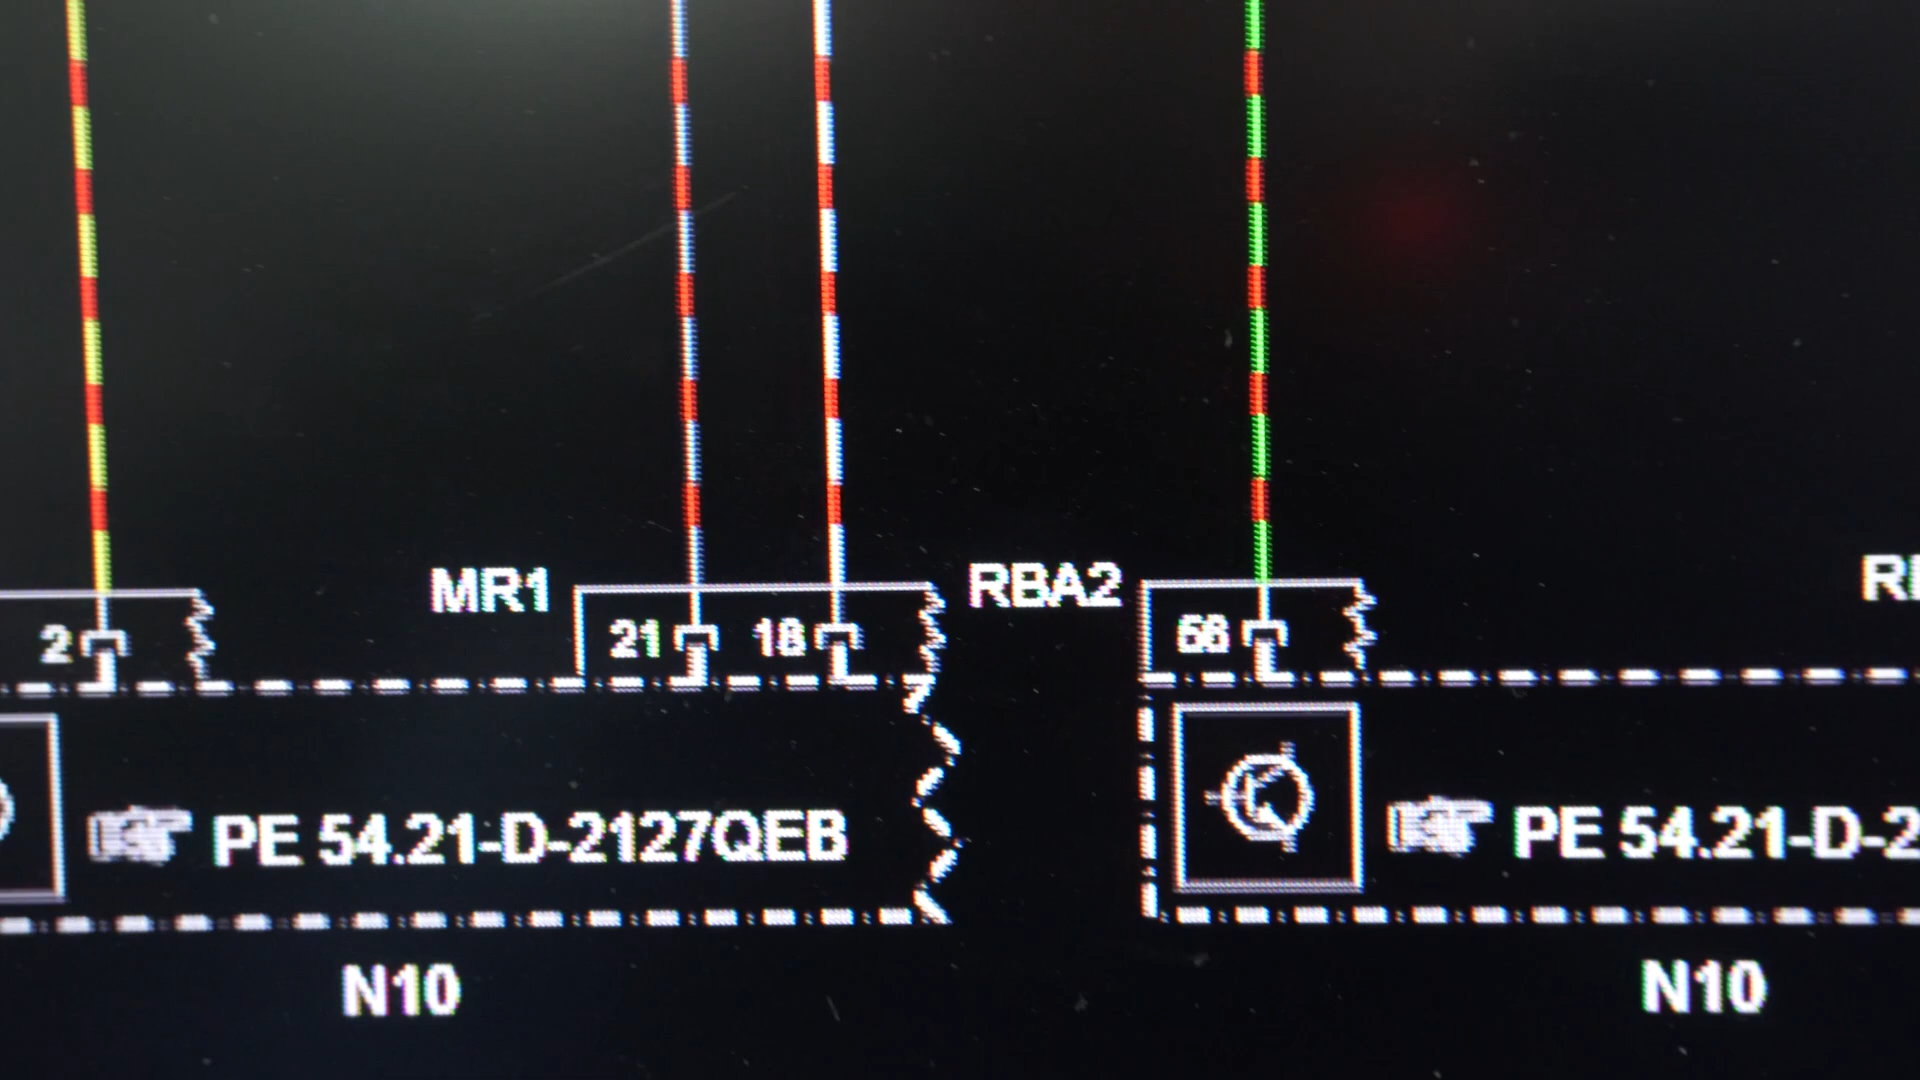 MR1
RBA2
2
21
18
56
PE 54.21-D-2127QEB
PE 54.21-D-2
N10
N10